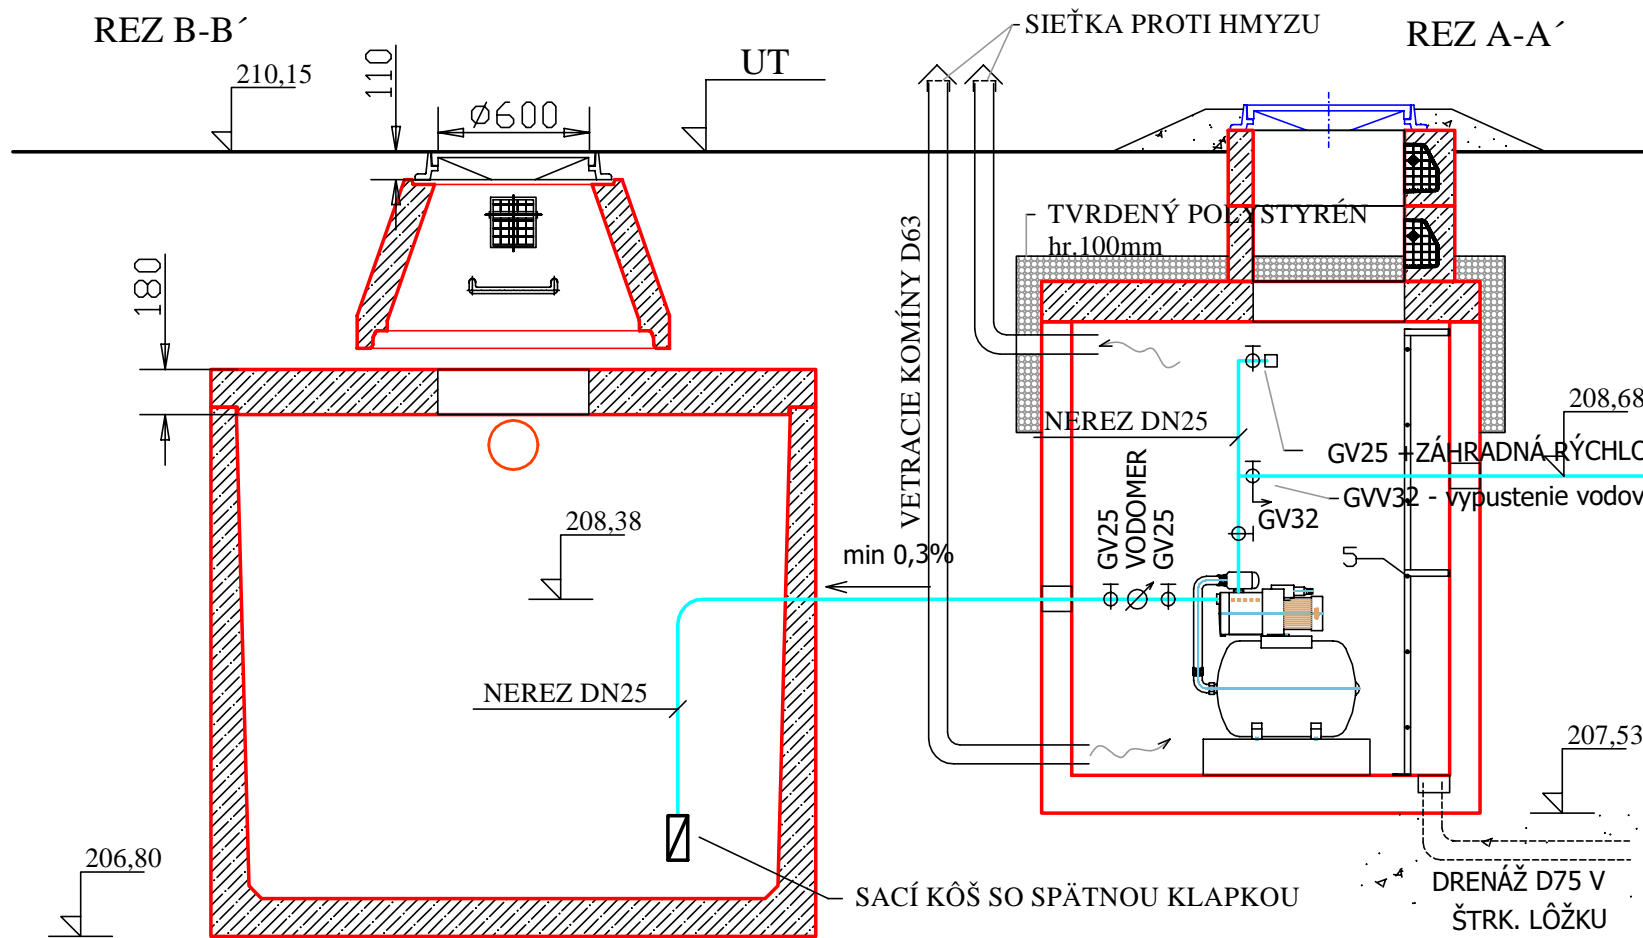 REZ B-B´
SIEŤKA PROTI HMYZU
REZ A-A´
210,15
110
UT
Ø600
TVRDENÝ POLYSTYRÉN
hr.100mm
180
VETRACIE KOMÍNY D63
NEREZ DN25
208,68
GV25 +ZÁHRADNÁ RÝCHLO
GVV32 - vypustenie vodov
GV32
GV25
VODOMER
GV25
208,38
min 0,3%
5
NEREZ DN25
207,53
206,80
SACÍ KÔŠ SO SPÄTNOU KLAPKOU
DRENÁŽ D75 V
ŠTRK. LÔŽKU